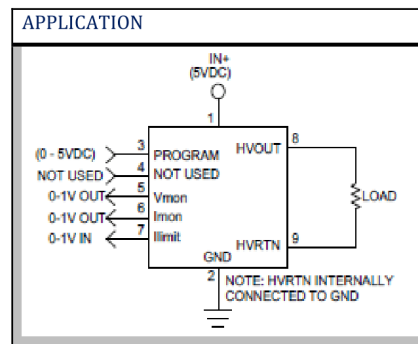 APPLICATION
IN+
(5VDC)
1
(0 - 5VDC) 3 PROGRAM HVOUT 8
NOT USED 4 NOT USED
0-1V OUT 5 Vmon LOAD
0-1V OUT 6 Imon
0-1V IN 7 Ilimit HVRTN 9
GND
2 NOTE: HVRTN INTERNALLY
CONNECTED TO GND